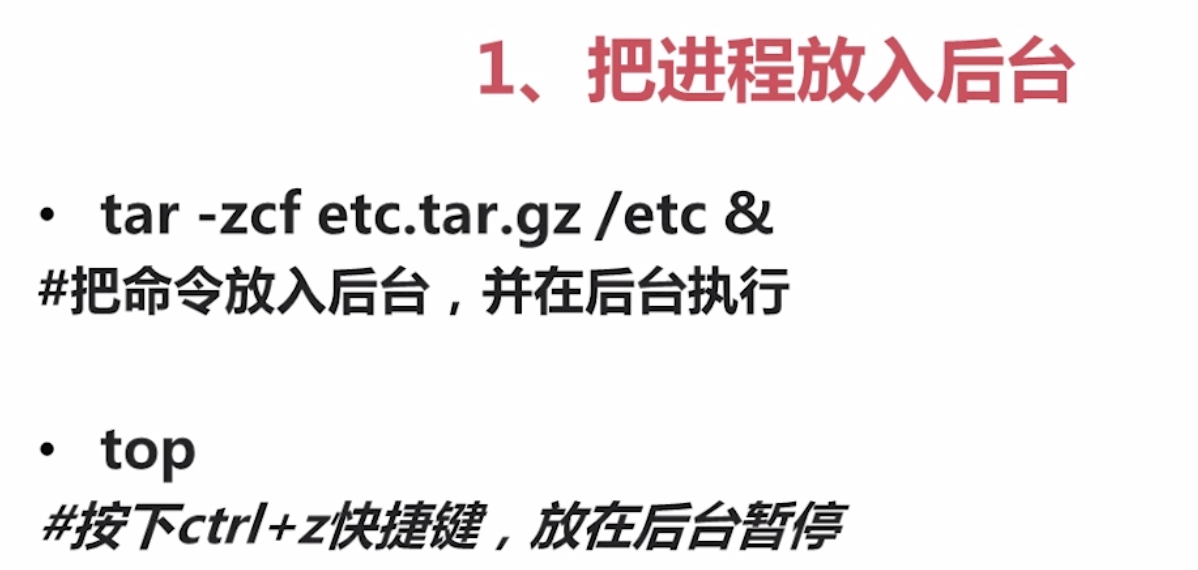 1、把进程放入后台
• tar -zcf etc.tar.gz /etc &
#把命令放入后台，并在后台执行
• top
#按下ctrl+z快捷键，放在后台暂停